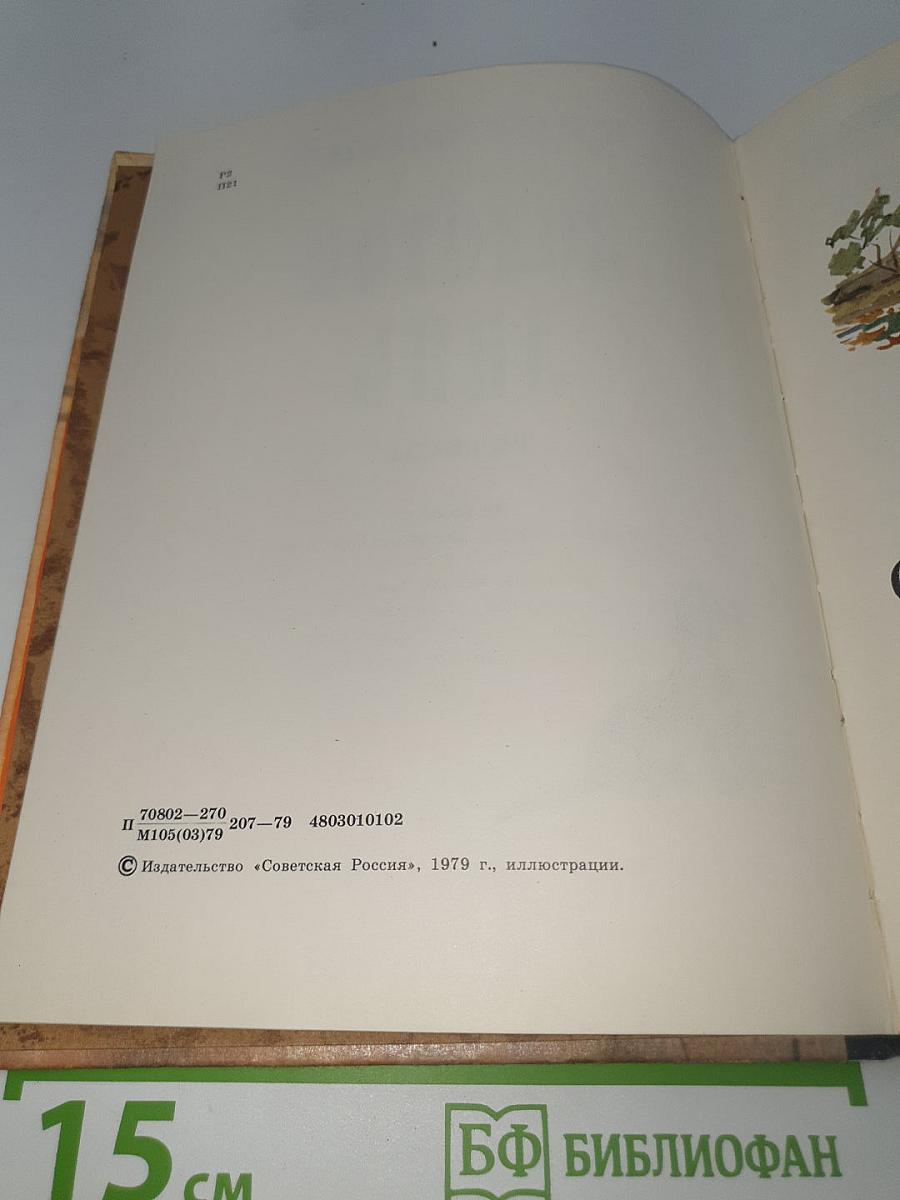 Р2
П21
П 70802—270 207—79 4803010102
М105(03)79
© Издательство «Советская Россия», 1979 г., иллюстрации.
15 см
БФ БИБЛИОФАН